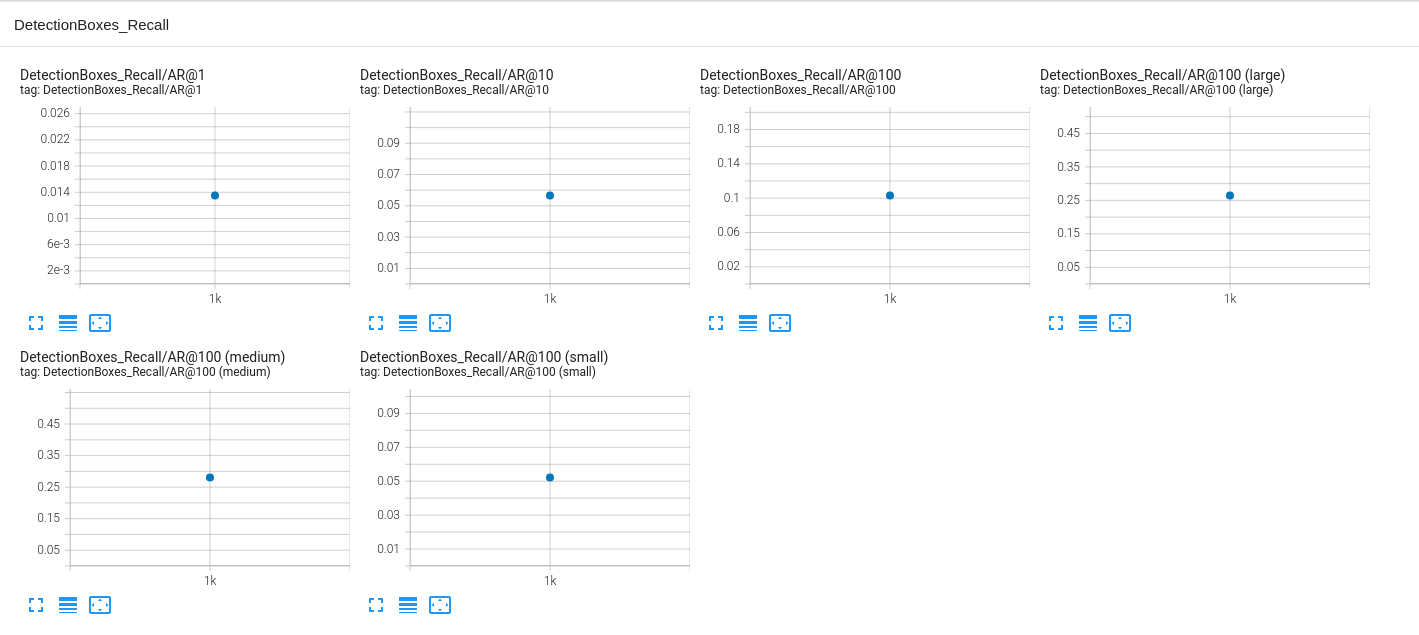 DetectionBoxes_Recall
DetectionBoxes_Recall/AR@1
tag: DetectionBoxes_Recall/AR@1
0.026
0.022
0.018
0.014
0.01
6e-3
2e-3
1k
DetectionBoxes_Recall/AR@10
tag: DetectionBoxes_Recall/AR@10
0.09
0.07
0.05
0.03
0.01
1k
DetectionBoxes_Recall/AR@100
tag: DetectionBoxes_Recall/AR@100
0.18
0.14
0.1
0.06
0.02
1k
DetectionBoxes_Recall/AR@100 (large)
tag: DetectionBoxes_Recall/AR@100 (large)
0.45
0.35
0.25
0.15
0.05
1k
DetectionBoxes_Recall/AR@100 (medium)
tag: DetectionBoxes_Recall/AR@100 (medium)
0.45
0.35
0.25
0.15
0.05
1k
DetectionBoxes_Recall/AR@100 (small)
tag: DetectionBoxes_Recall/AR@100 (small)
0.09
0.07
0.05
0.03
0.01
1k